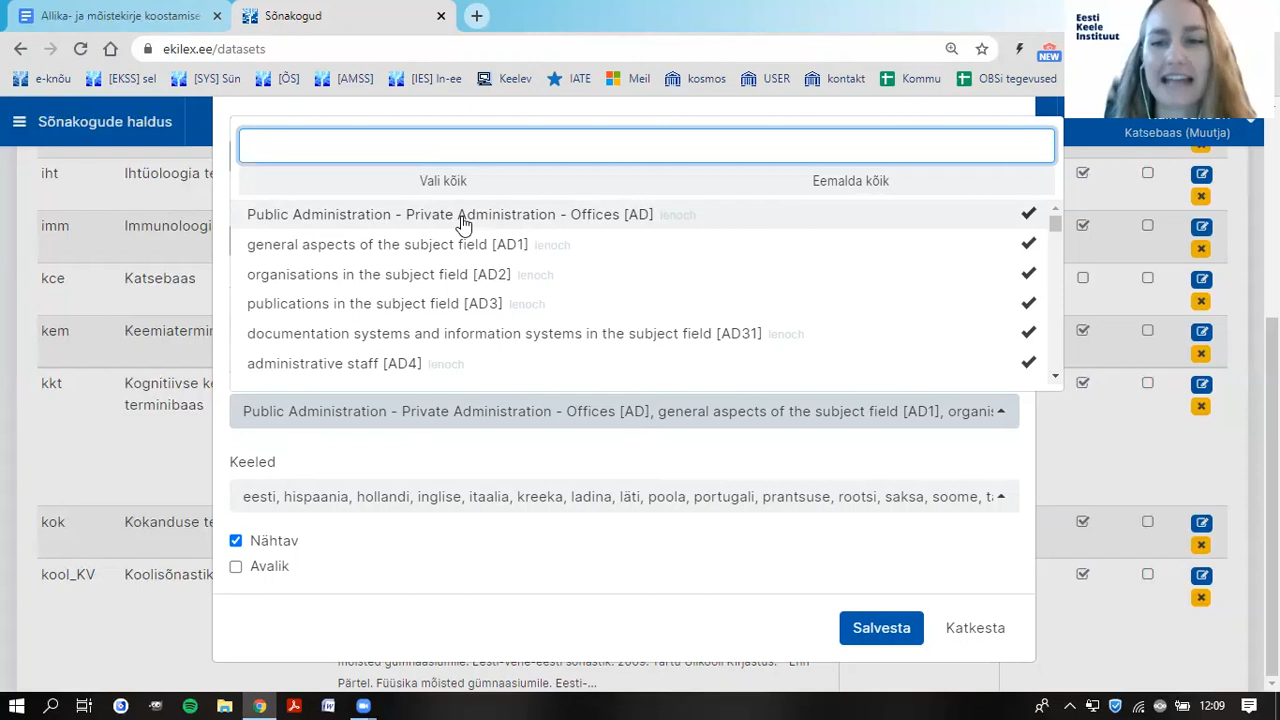 Allika- ja mõistekirje koostamise
Sõnakogud
ekilex.ee/datasets
NEW
e-knõu
[EKSS] sel
[SYS] Sün
[ÕS]
[AMSS]
[IES] In-ee
Keelev
IATE
Meil
kosmos
USER
kontakt
Kommu
OBSi tegevused
Eesti
Keele
Instituut
Sõnakogude haldus
Katsebaas (Muutja)
Vali kõik
Eemalda kõik
Public Administration - Private Administration - Offices [AD] lenoch
general aspects of the subject field [AD1] lenoch
organisations in the subject field [AD2] lenoch
publications in the subject field [AD3] lenoch
documentation systems and information systems in the subject field [AD31] lenoch
administrative staff [AD4] lenoch
Public Administration - Private Administration - Offices [AD], general aspects of the subject field [AD1], organis
Keeled
eesti, hispaania, hollandi, inglise, itaalia, kreeka, ladina, läti, poola, portugali, prantsuse, rootsi, saksa, soome, ta
Nähtav
Avalik
Salvesta
Katkesta
iht Ihtüoloogia te
imm Immunoloogi
kce Katsebaas
kem Keemiatermin
kkt Kognitiivse ke
terminibaas
kok Kokanduse te
kool_KV Koolisõnastik
mõisted gümnaasiumile. Eesti-vene-eesti sõnastik. 2009. Tartu Ülikooli Kirjastus.
Pärtel. Füüsika mõisted gümnaasiumile. Eesti-...
12:09